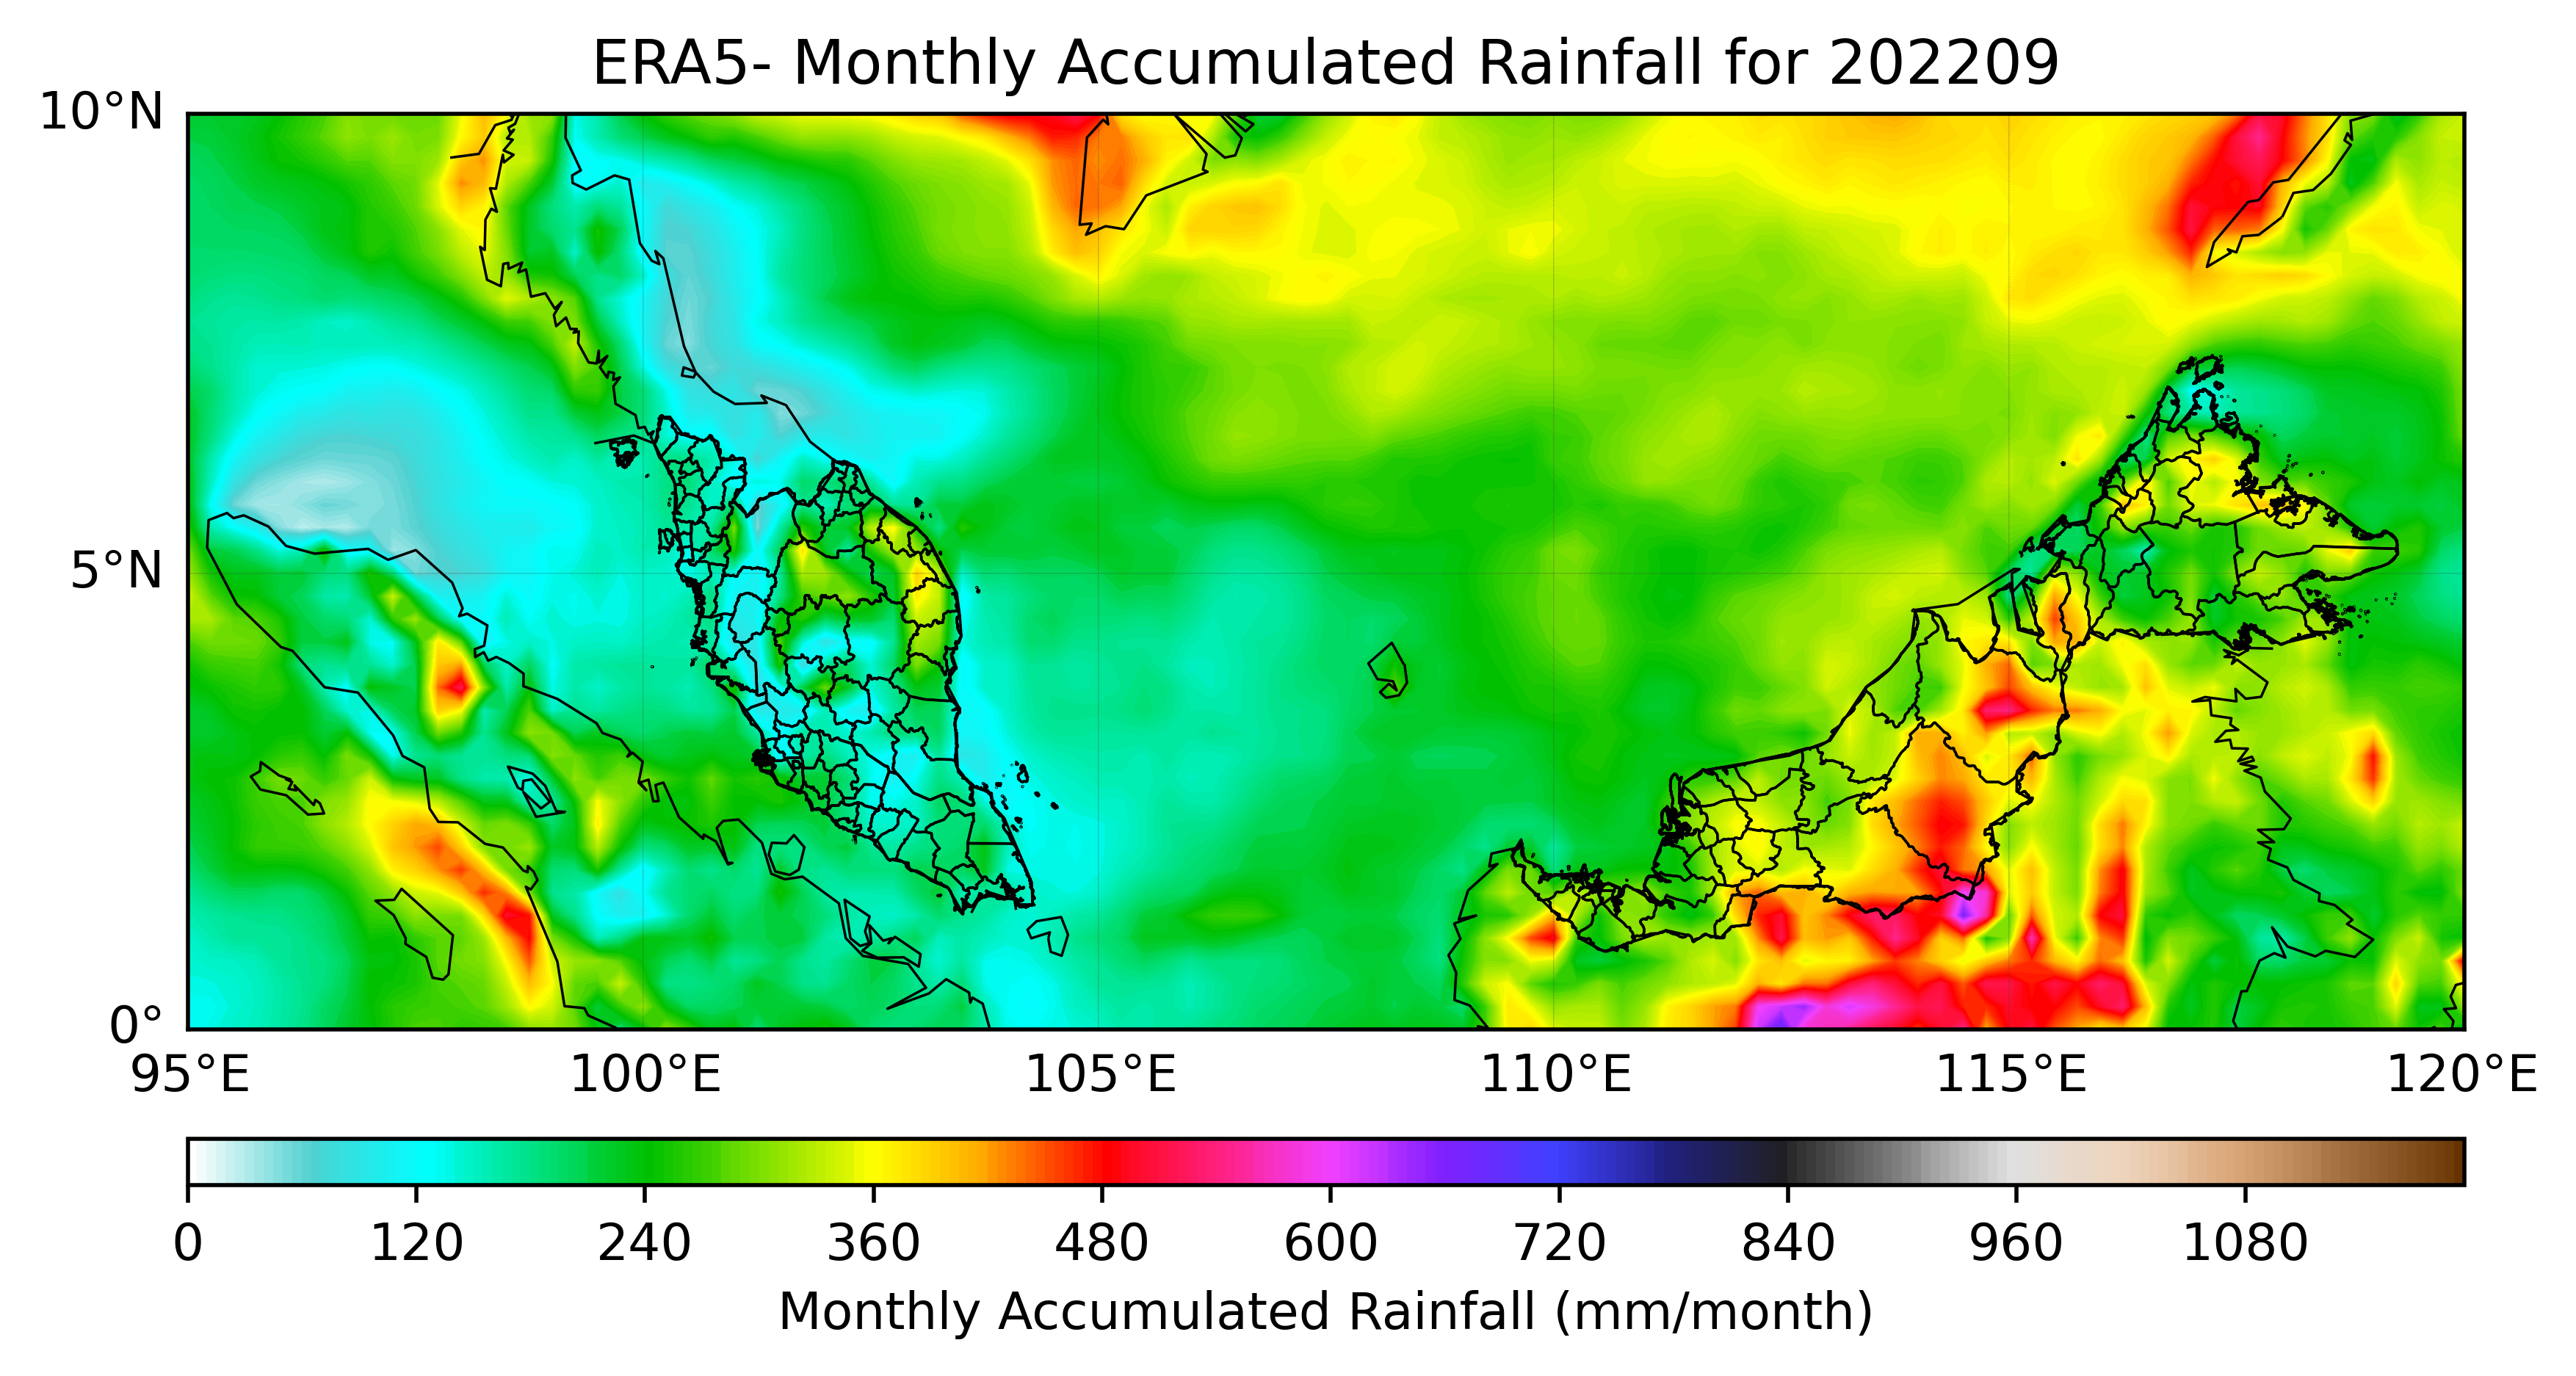 ERA5- Monthly Accumulated Rainfall for 202209
10°N
5°N
0°
95°E 100°E 105°E 110°E 115°E 120°E
0 120 240 360 480 600 720 840 960 1080
Monthly Accumulated Rainfall (mm/month)